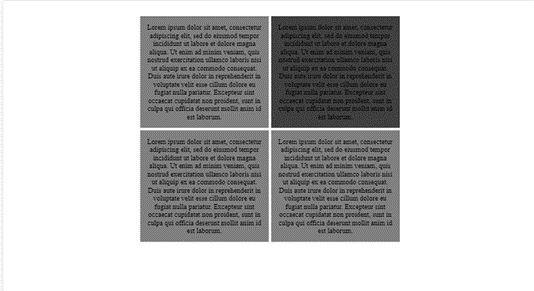 Lorem ipsum dolor sit amet, consectetur
adipiscing elit, sed do eiusmod tempor
incididunt ut labore et dolore magna
aliqua. Ut enim ad minim veniam, quis
nostrud exercitation ullamco laboris nisi
ut aliquip ex ea commodo consequat.
Duis aute irure dolor in reprehenderit in
voluptate velit esse cillum dolore eu
fugiat nulla pariatur. Excepteur sint
occaecat cupidatat non proident, sunt in
culpa qui officia deserunt mollit anim id
est laborum.
Lorem ipsum dolor sit amet, consectetur
adipiscing elit, sed do eiusmod tempor
incididunt ut labore et dolore magna
aliqua. Ut enim ad minim veniam, quis
nostrud exercitation ullamco laboris nisi
ut aliquip ex ea commodo consequat.
Duis aute irure dolor in reprehenderit in
voluptate velit esse cillum dolore eu
fugiat nulla pariatur. Excepteur sint
occaecat cupidatat non proident, sunt in
culpa qui officia deserunt mollit anim id
est laborum.
Lorem ipsum dolor sit amet, consectetur
adipiscing elit, sed do eiusmod tempor
incididunt ut labore et dolore magna
aliqua. Ut enim ad minim veniam, quis
nostrud exercitation ullamco laboris nisi
ut aliquip ex ea commodo consequat.
Duis aute irure dolor in reprehenderit in
voluptate velit esse cillum dolore eu
fugiat nulla pariatur. Excepteur sint
occaecat cupidatat non proident, sunt in
culpa qui officia deserunt mollit anim id
est laborum.
Lorem ipsum dolor sit amet, consectetur
adipiscing elit, sed do eiusmod tempor
incididunt ut labore et dolore magna
aliqua. Ut enim ad minim veniam, quis
nostrud exercitation ullamco laboris nisi
ut aliquip ex ea commodo consequat.
Duis aute irure dolor in reprehenderit in
voluptate velit esse cillum dolore eu
fugiat nulla pariatur. Excepteur sint
occaecat cupidatat non proident, sunt in
culpa qui officia deserunt mollit anim id
est laborum.